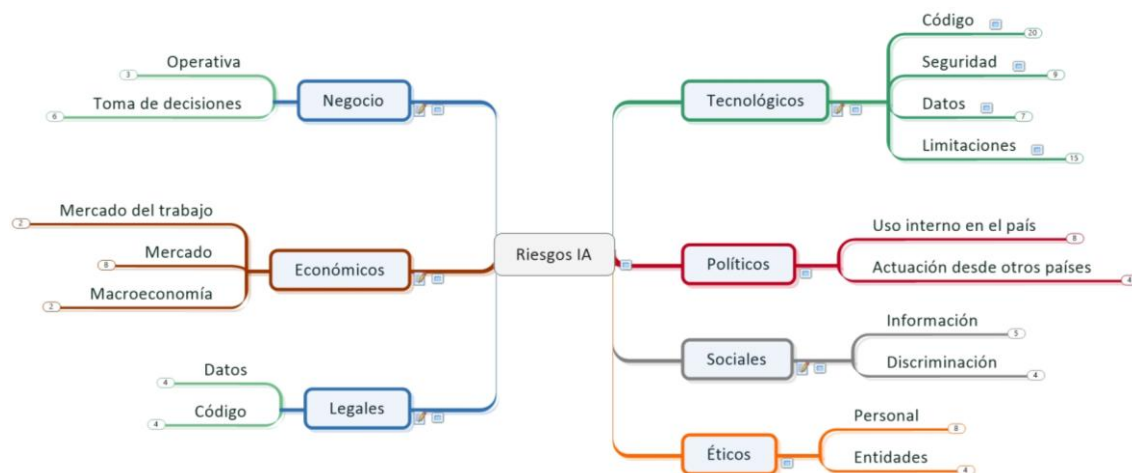 Riesgos IA
Tecnológicos
Código
20
Seguridad
9
Datos
7
Limitaciones
15
Políticos
Uso interno en el país
8
Actuación desde otros países
4
Sociales
Información
5
Discriminación
4
Éticos
Personal
8
Entidades
4
Negocio
Operativa
3
Toma de decisiones
6
Económicos
Mercado del trabajo
2
Mercado
8
Macroeconomía
2
Legales
Datos
4
Código
4